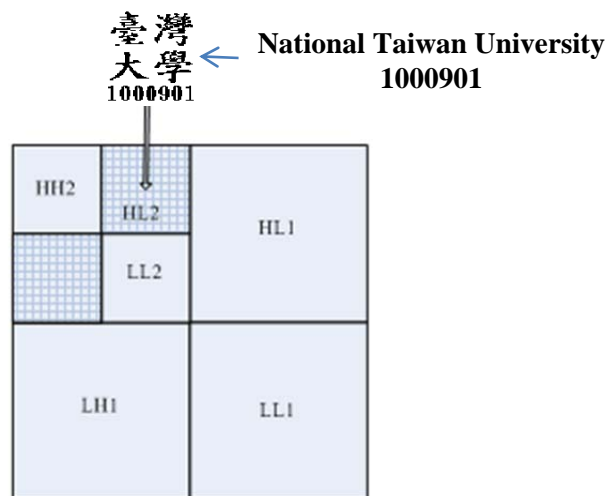 臺灣
大學
1000901
National Taiwan University
1000901
HH2
HL2
HL1
LL2
LH1
LL1